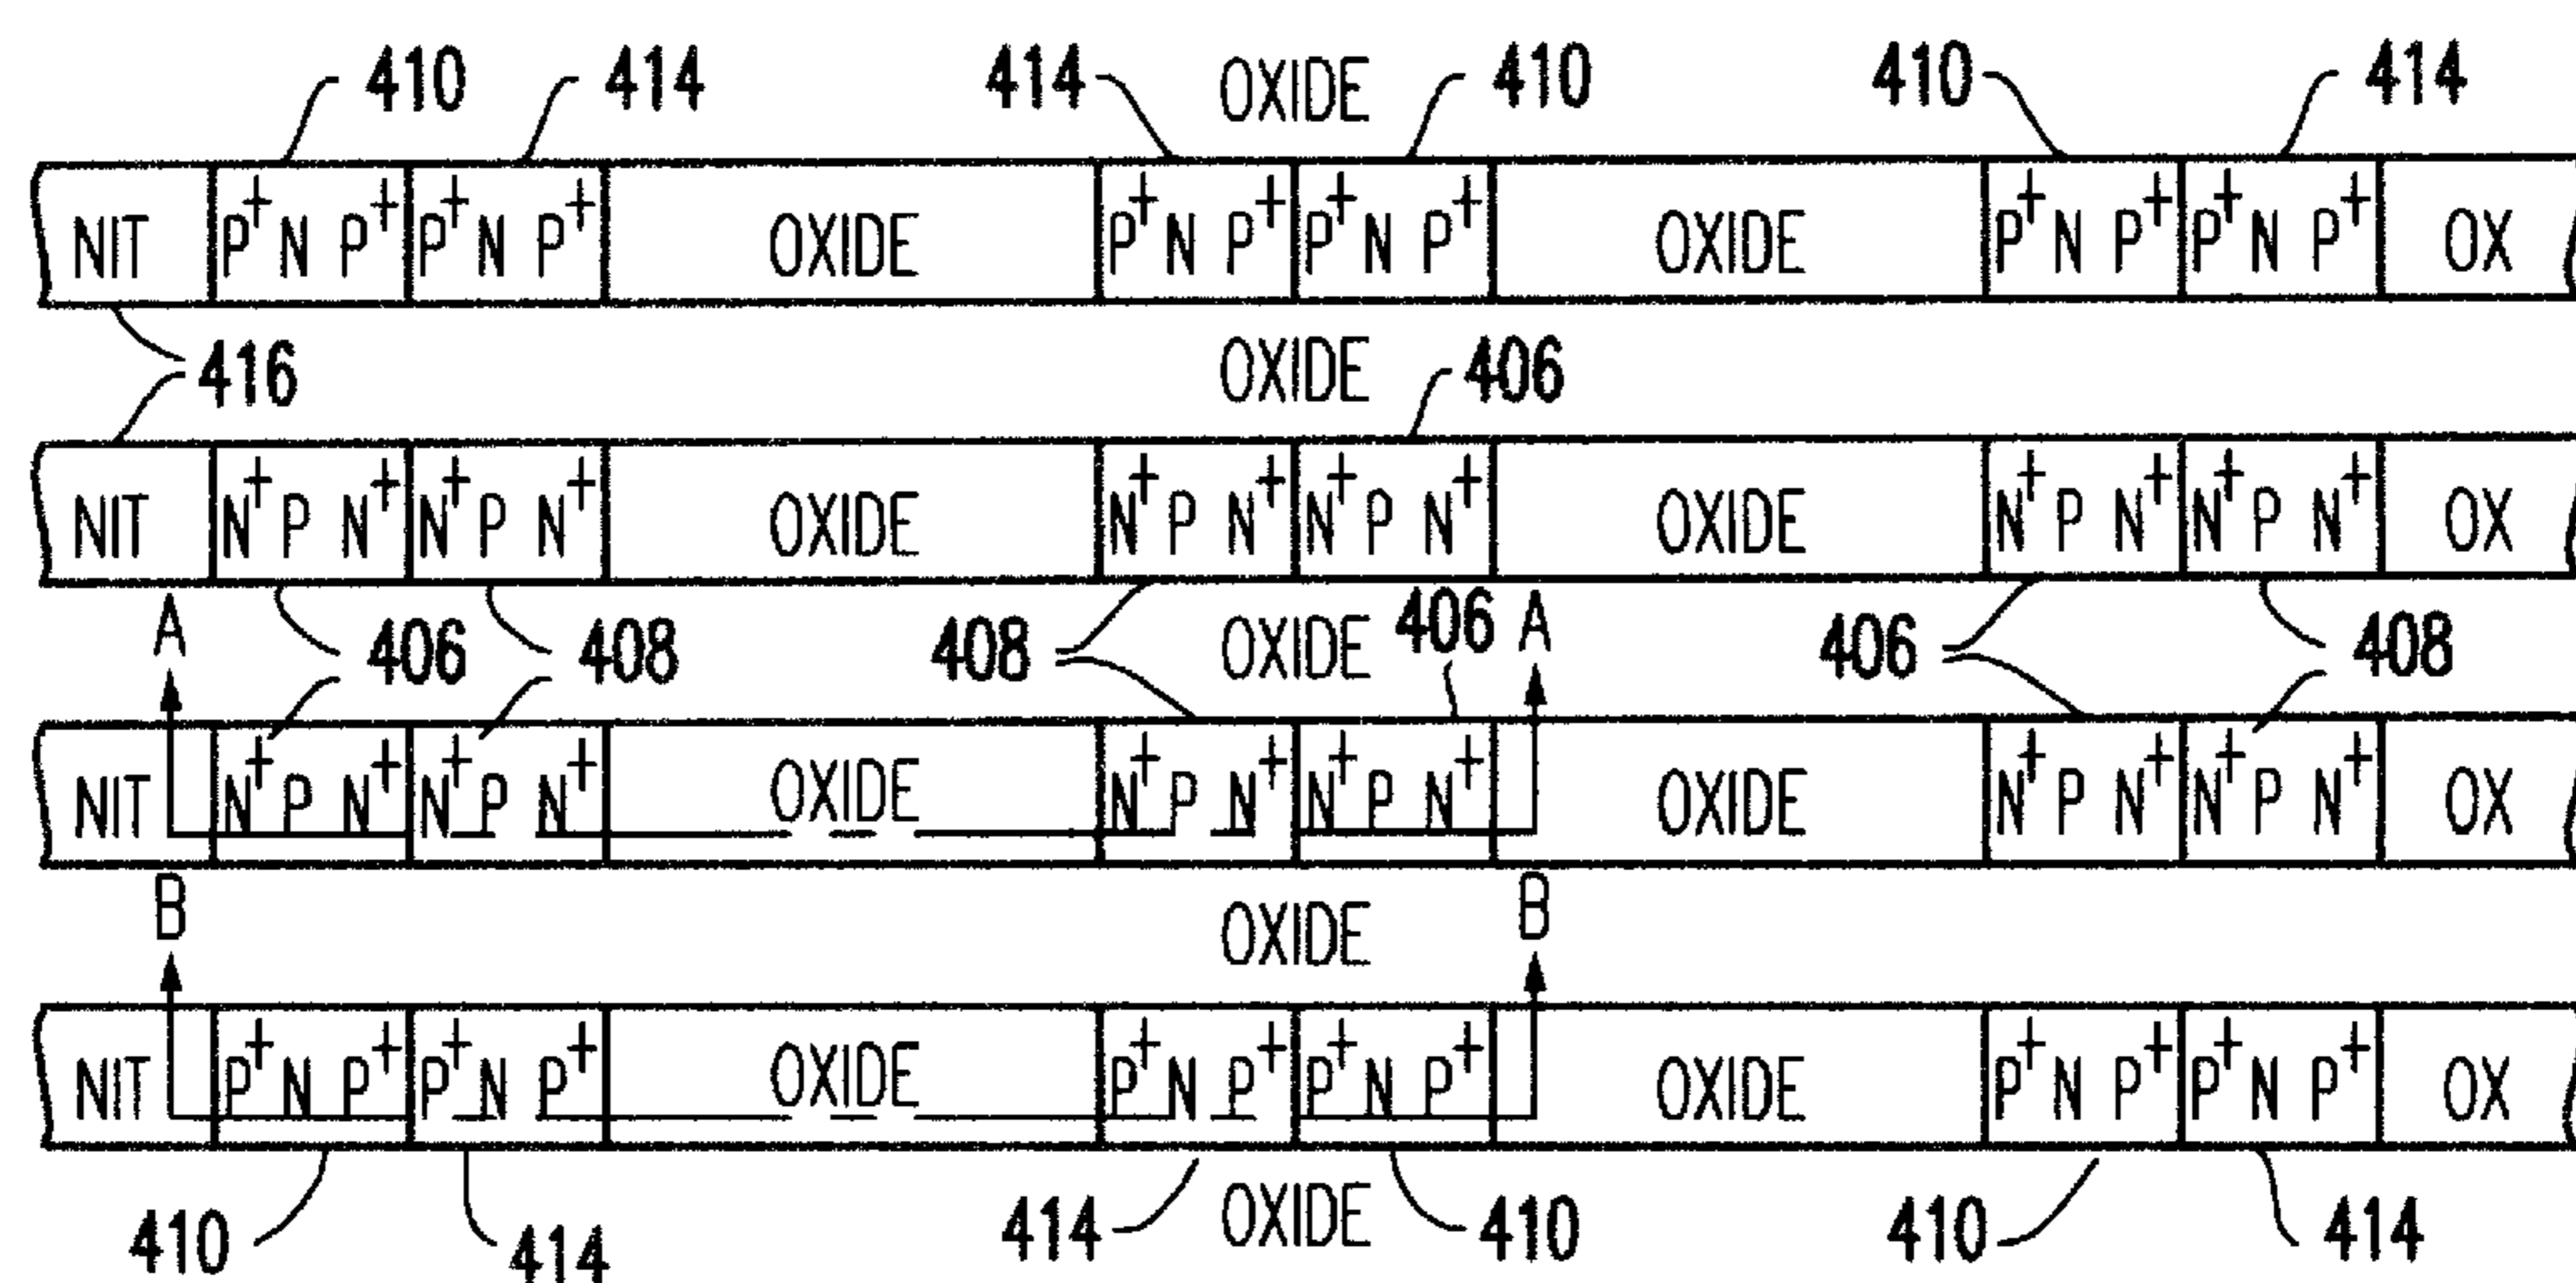 410 414 414 OXIDE 410 410 414
NIT P+ N P+ P+ N P+ OXIDE P+ N P+ P+ N P+ OXIDE P+ N P+ P+ N P+ OX
416 OXIDE 406
NIT N+ P N+ N+ P N+ OXIDE N+ P N+ N+ P N+ OXIDE N+ P N+ N+ P N+ OX
A 406 408 408 OXIDE 406 A 406 408
NIT N+ P N+ N+ P N+ OXIDE N+ P N+ N+ P N+ OXIDE N+ P N+ N+ P N+ OX
B OXIDE B
NIT P+ N P+ P+ N P+ OXIDE P+ N P+ P+ N P+ OXIDE P+ N P+ P+ N P+ OX
410 414 414 OXIDE 410 410 414